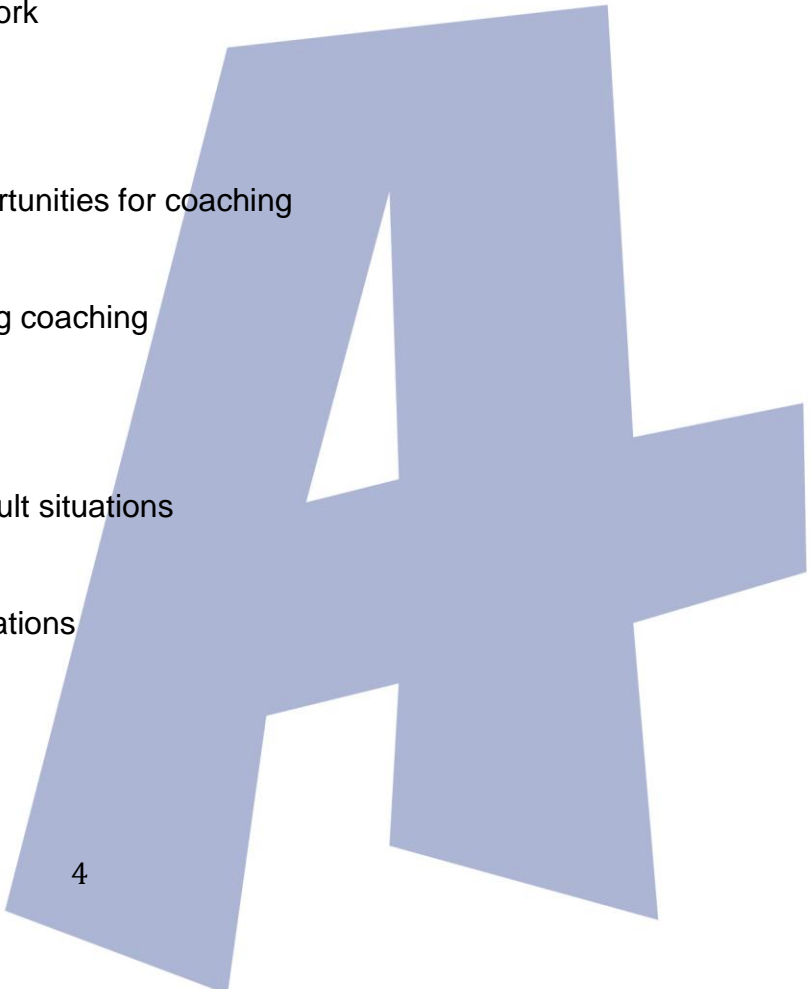 ork
rtunities for coaching
g coaching
ult situations
ations
4